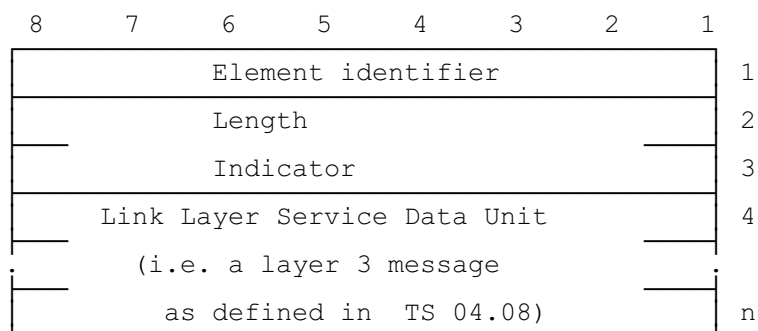 8 7 6 5 4 3 2 1
Element identifier 1
Length 2
Indicator 3
Link Layer Service Data Unit 4
(i.e. a layer 3 message
as defined in TS 04.08) n